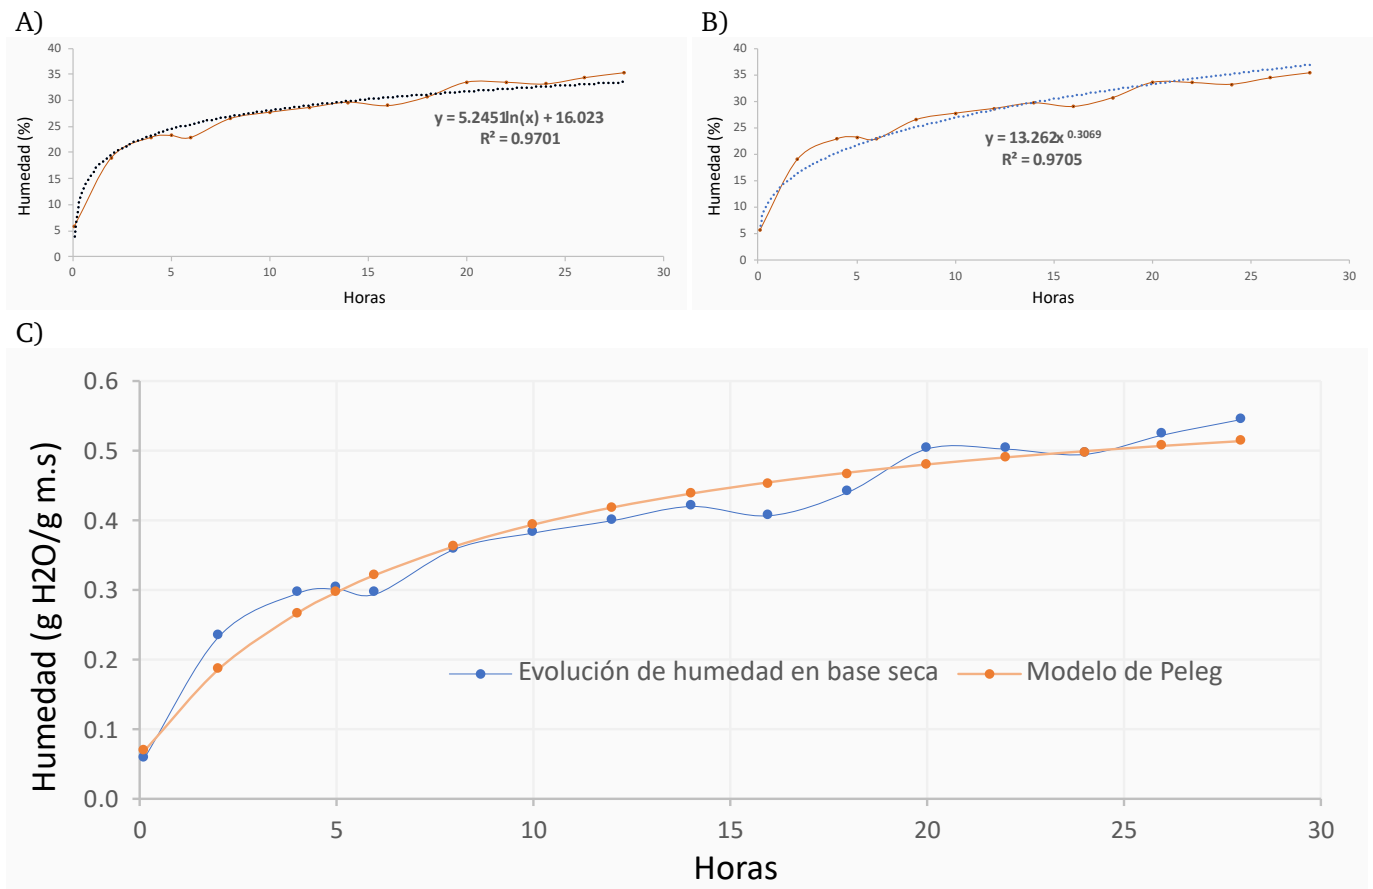 A)
Humedad (%)
40
35
30
25
20
15
10
5
0
y = 5.2451ln(x) + 16.023
R² = 0.9701
0 5 10 15 20 25 30
Horas
B)
Humedad (%)
40
35
30
25
20
15
10
5
0
y = 13.262x^0.3069
R² = 0.9705
0 5 10 15 20 25 30
Horas
C)
Humedad (g H2O/g m.s)
0.6
0.5
0.4
0.3
0.2
0.1
0.0
Evolución de humedad en base seca
Modelo de Peleg
0 5 10 15 20 25 30
Horas